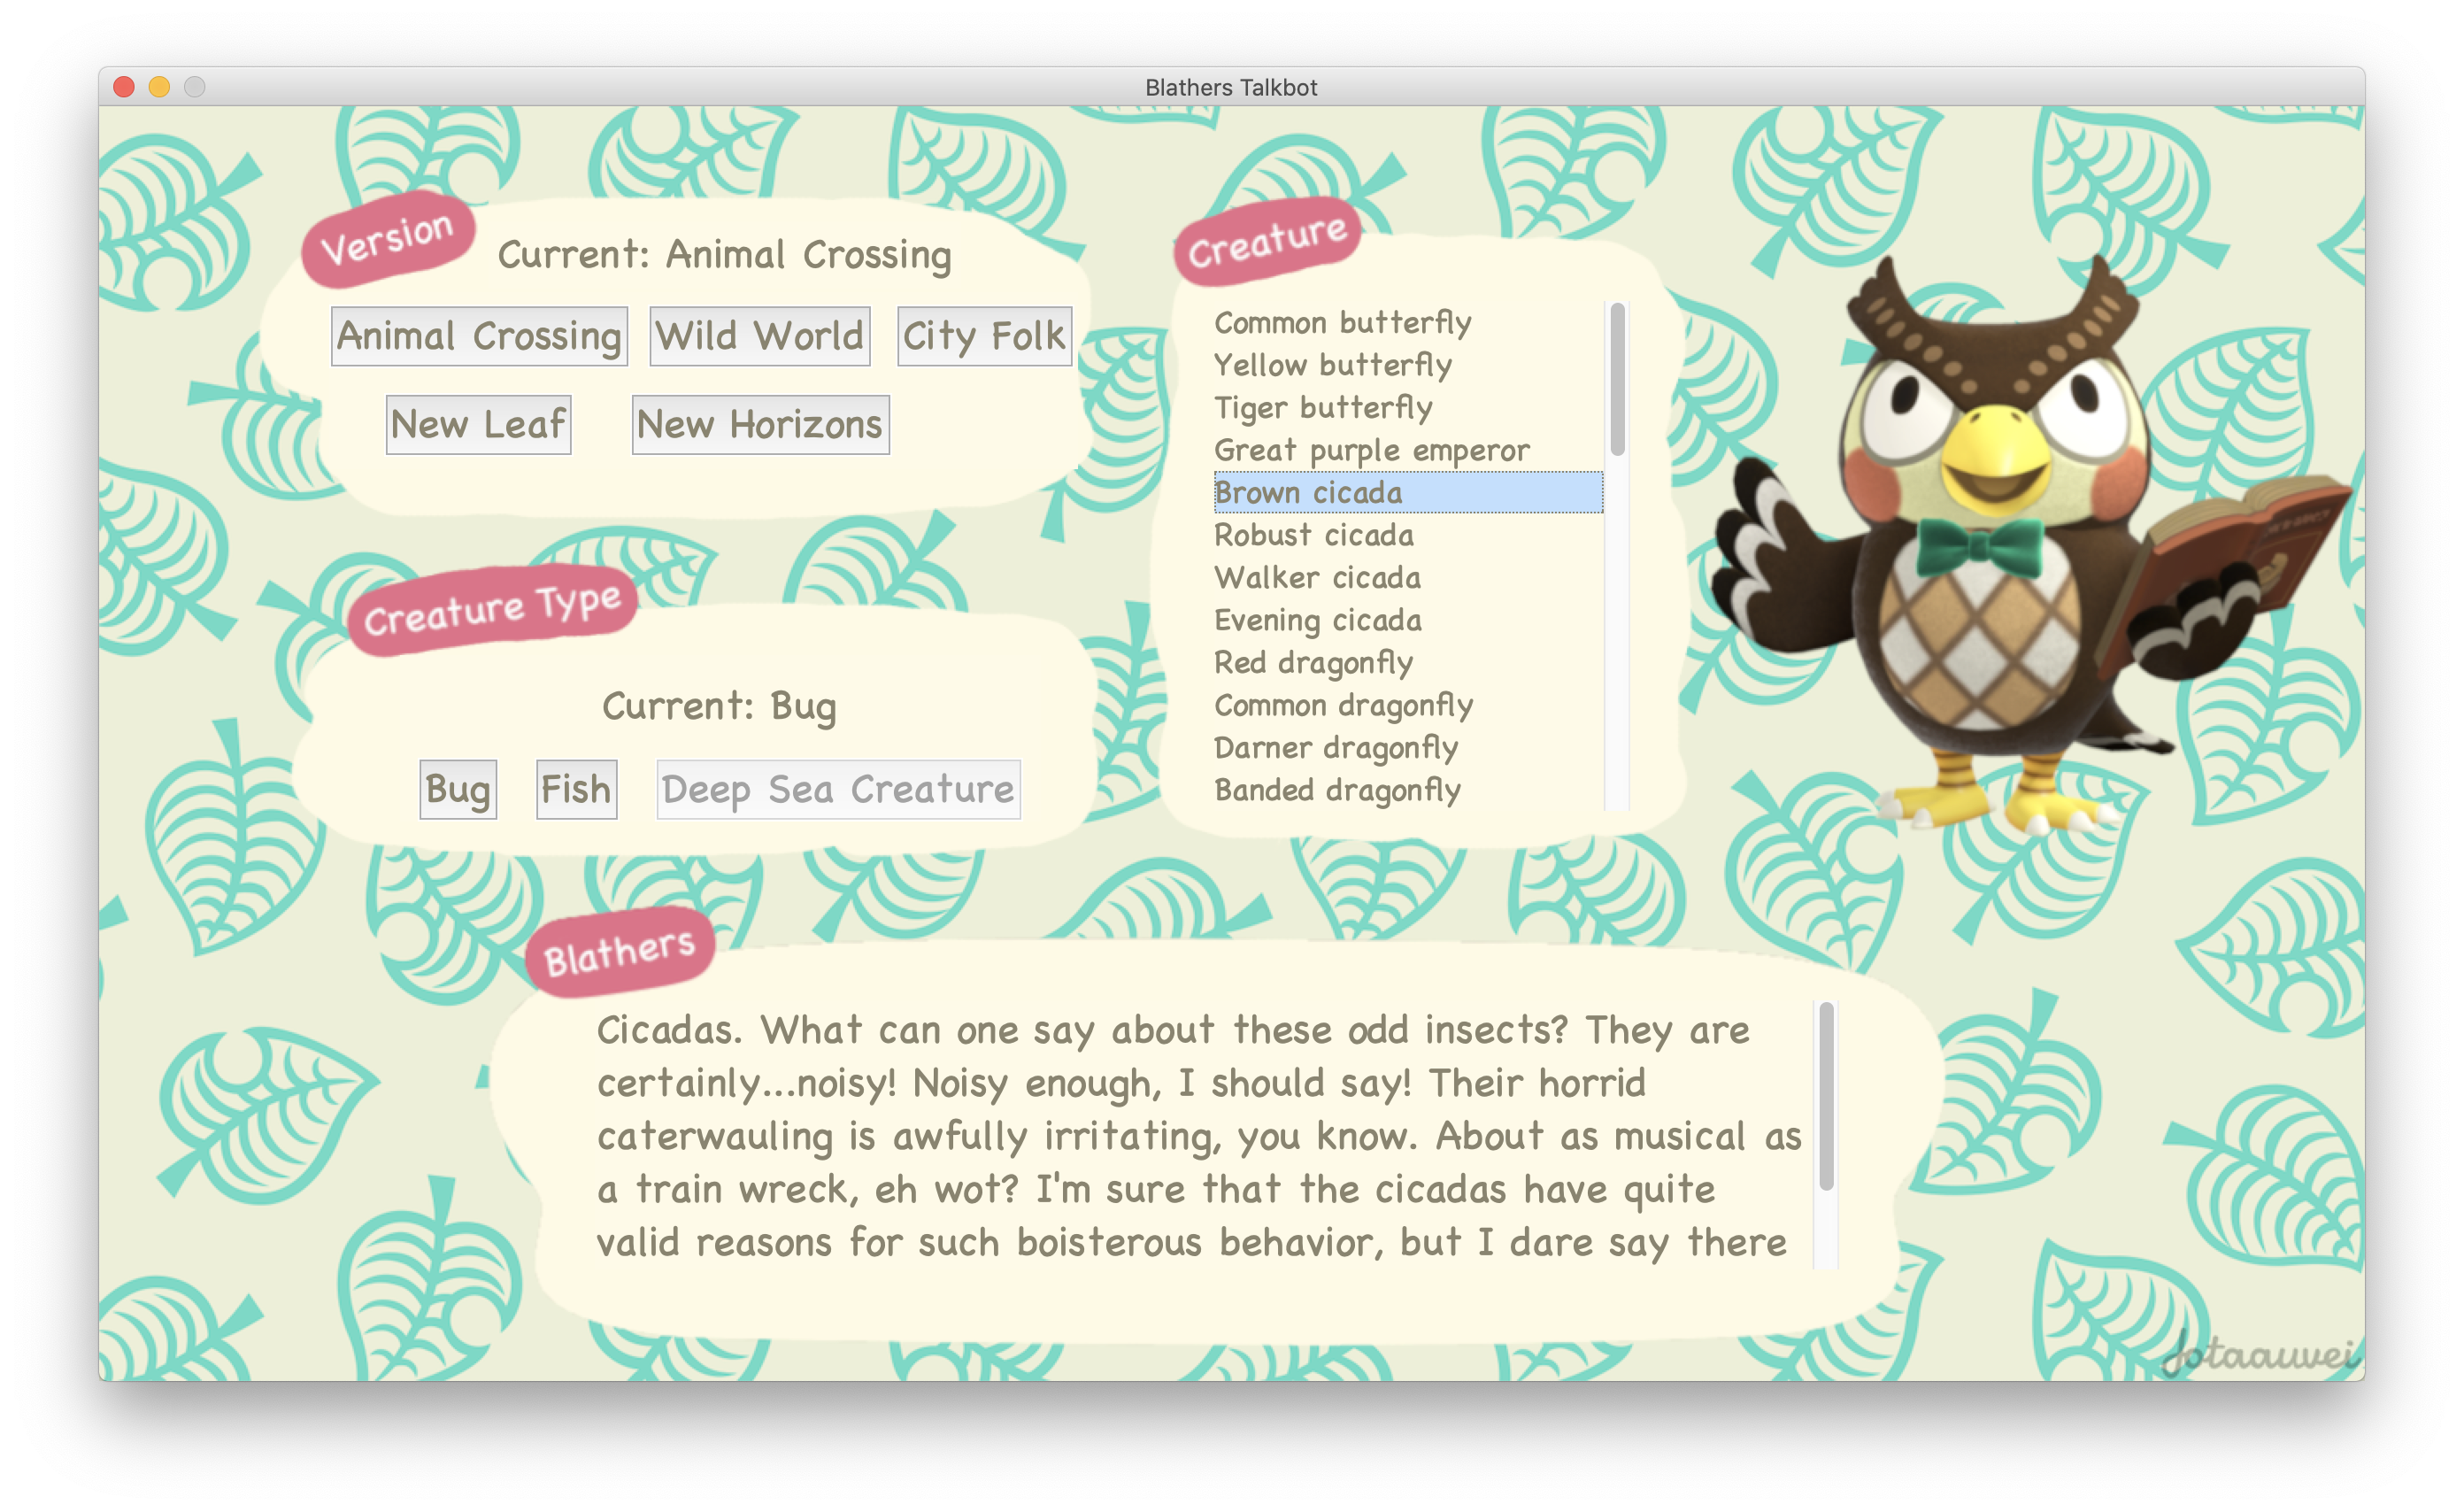 Blathers Talkbot
Version
Current: Animal Crossing
Animal Crossing
Wild World
City Folk
New Leaf
New Horizons
Creature Type
Current: Bug
Bug
Fish
Deep Sea Creature
Creature
Common butterfly
Yellow butterfly
Tiger butterfly
Great purple emperor
Brown cicada
Robust cicada
Walker cicada
Evening cicada
Red dragonfly
Common dragonfly
Darner dragonfly
Banded dragonfly
Blathers
Cicadas. What can one say about these odd insects? They are
certainly...noisy! Noisy enough, I should say! Their horrid
caterwauling is awfully irritating, you know. About as musical as
a train wreck, eh wot? I'm sure that the cicadas have quite
valid reasons for such boisterous behavior, but I dare say there
Jotaauvei